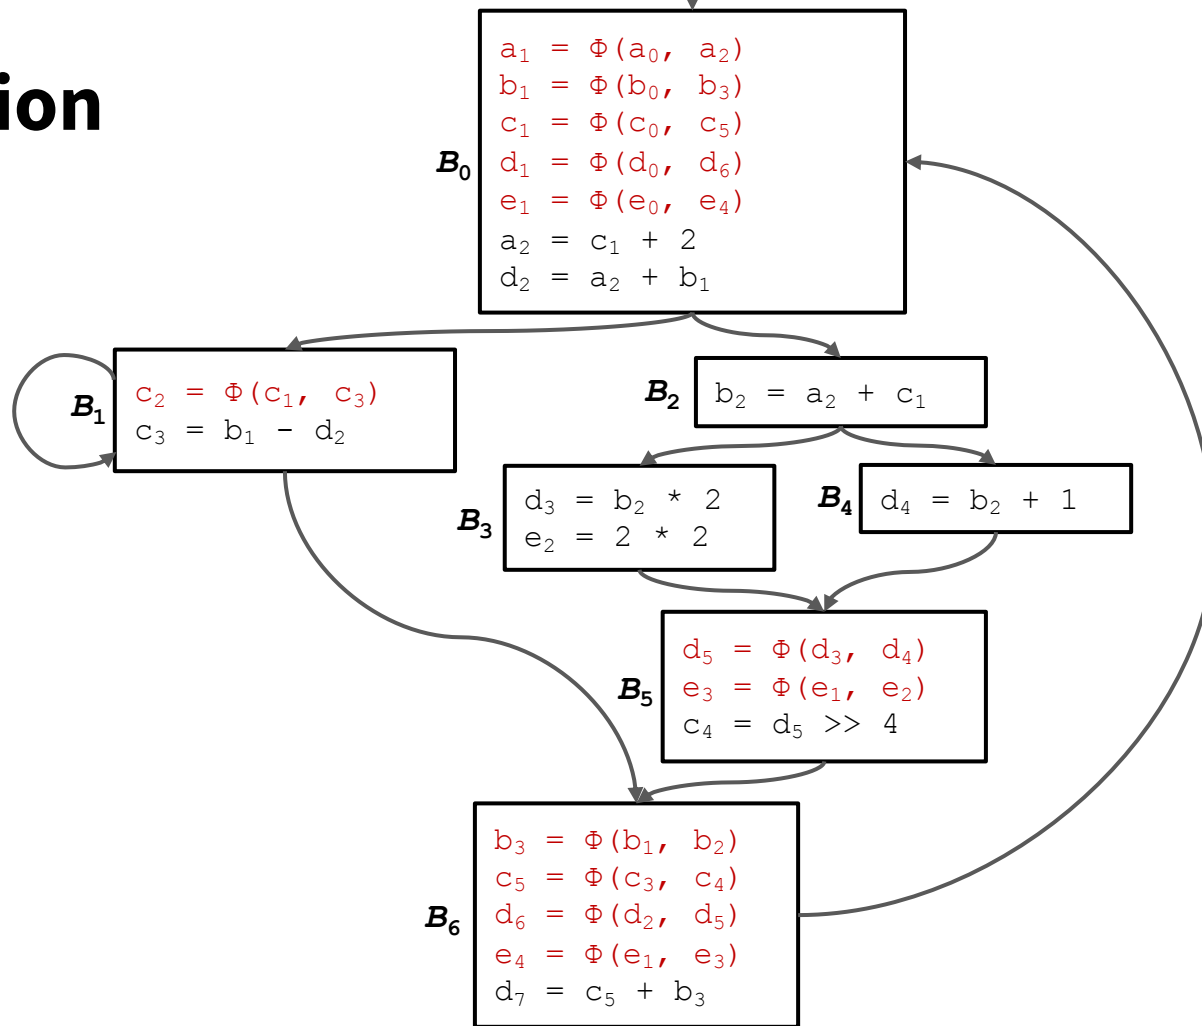 ion
B₀
a₁ = Φ(a₀, a₂)
b₁ = Φ(b₀, b₃)
c₁ = Φ(c₀, c₅)
d₁ = Φ(d₀, d₆)
e₁ = Φ(e₀, e₄)
a₂ = c₁ + 2
d₂ = a₂ + b₁
B₁
c₂ = Φ(c₁, c₃)
c₃ = b₁ - d₂
B₂
b₂ = a₂ + c₁
B₃
d₃ = b₂ * 2
e₂ = 2 * 2
B₄
d₄ = b₂ + 1
B₅
d₅ = Φ(d₃, d₄)
e₃ = Φ(e₁, e₂)
c₄ = d₅ >> 4
B₆
b₃ = Φ(b₁, b₂)
c₅ = Φ(c₃, c₄)
d₆ = Φ(d₂, d₅)
e₄ = Φ(e₁, e₃)
d₇ = c₅ + b₃